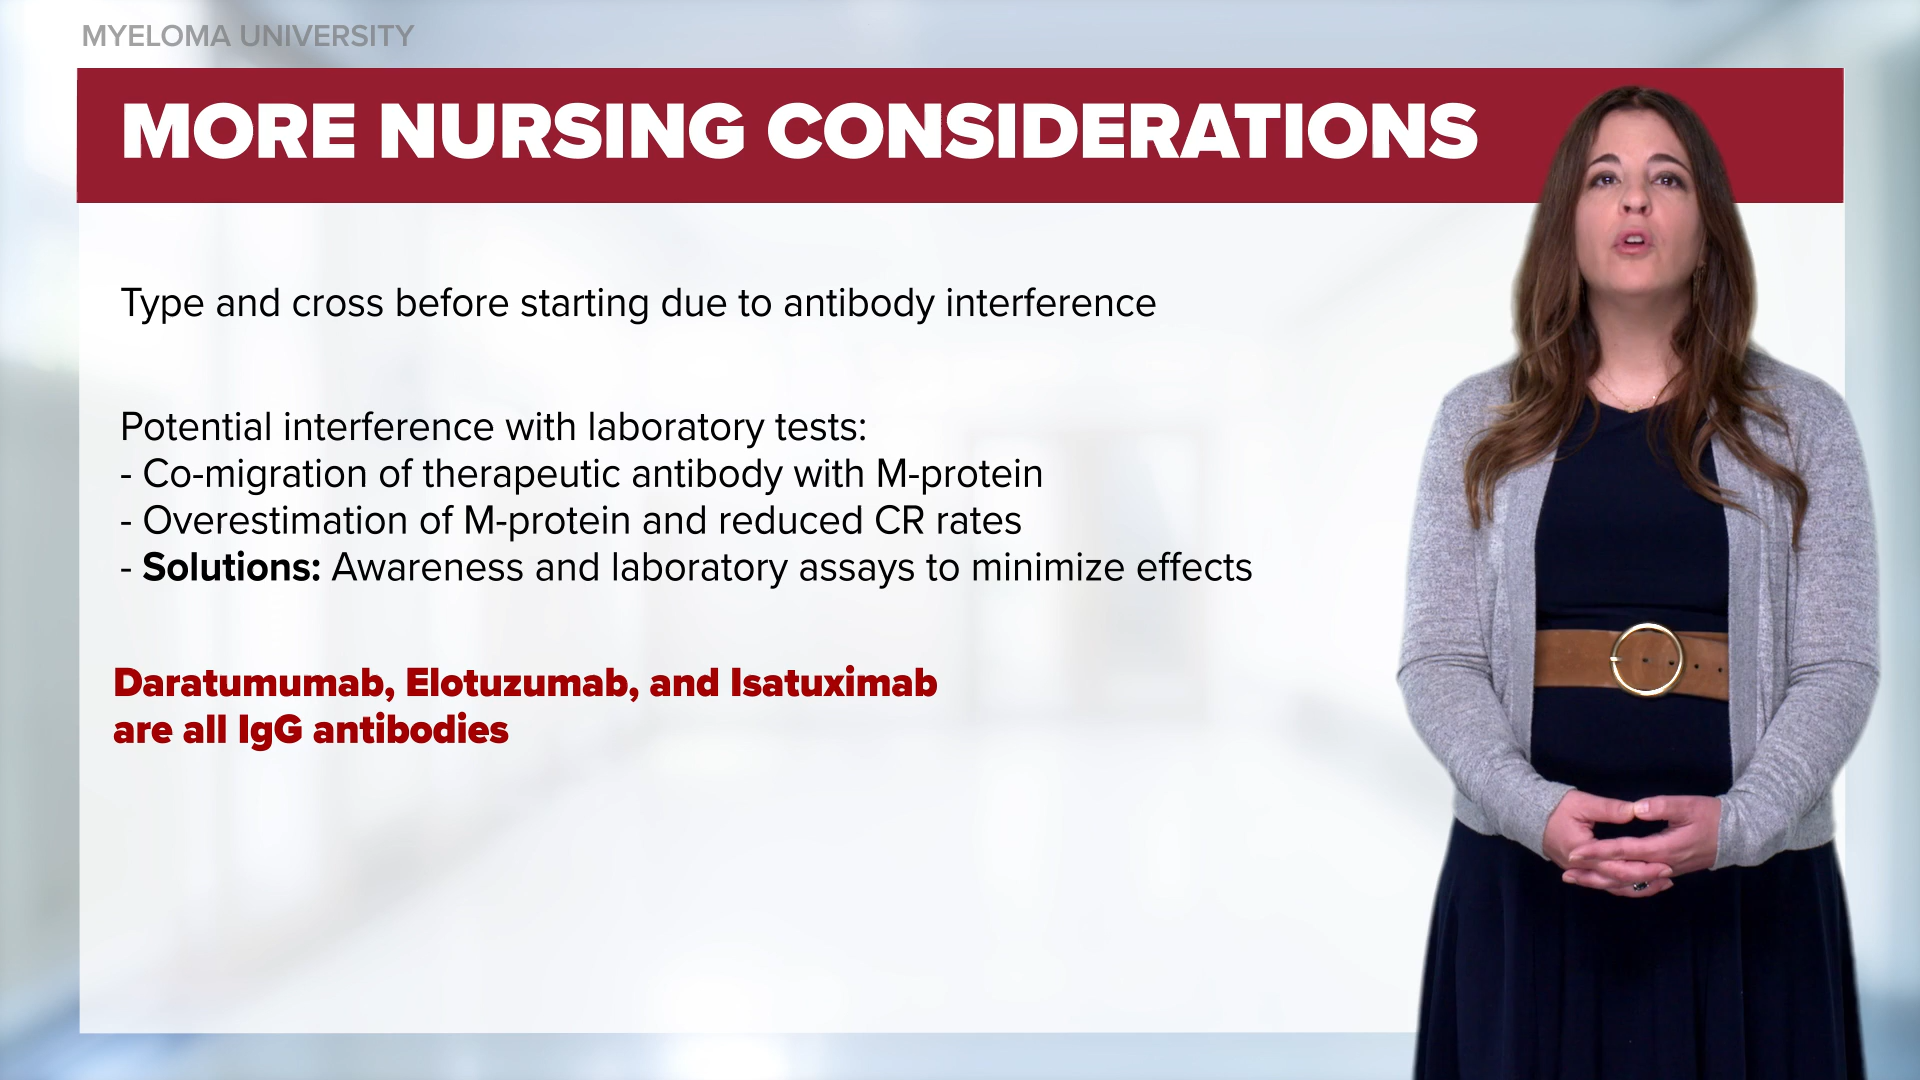 MYELOMA UNIVERSITY
MORE NURSING CONSIDERATIONS
Type and cross before starting due to antibody interference
Potential interference with laboratory tests:
- Co-migration of therapeutic antibody with M-protein
- Overestimation of M-protein and reduced CR rates
- Solutions: Awareness and laboratory assays to minimize effects
Daratumumab, Elotuzumab, and Isatuximab
are all IgG antibodies